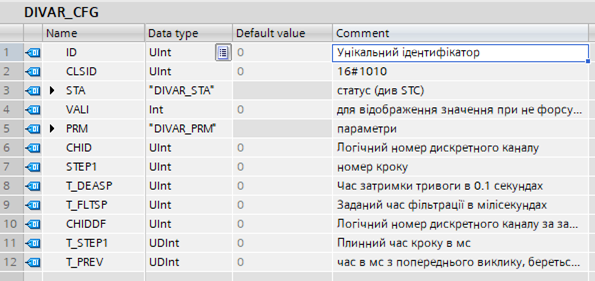 DIVAR_CFG
Name Data type Default value Comment
1 ID UInt 0 Унікальний ідентифікатор
2 CLSID UInt 0 16#1010
3 STA "DIVAR_STA" статус (див STC)
4 VALI Int 0 для відображення значення при не форсу...
5 PRM "DIVAR_PRM" параметри
6 CHID UInt 0 Логічний номер дискретного каналу
7 STEP1 UInt 0 номер кроку
8 T_DEASP UInt 0 Час затримки тривоги в 0.1 секундах
9 T_FLTSP UInt 0 Заданий час фільтрації в мілісекундах
10 CHIDDF UInt 0 Логічний номер дискретного каналу за за...
11 T_STEP1 UDInt 0 Плинний час кроку в мс
12 T_PREV UDInt 0 час в мс з попереднього виклику, береться...